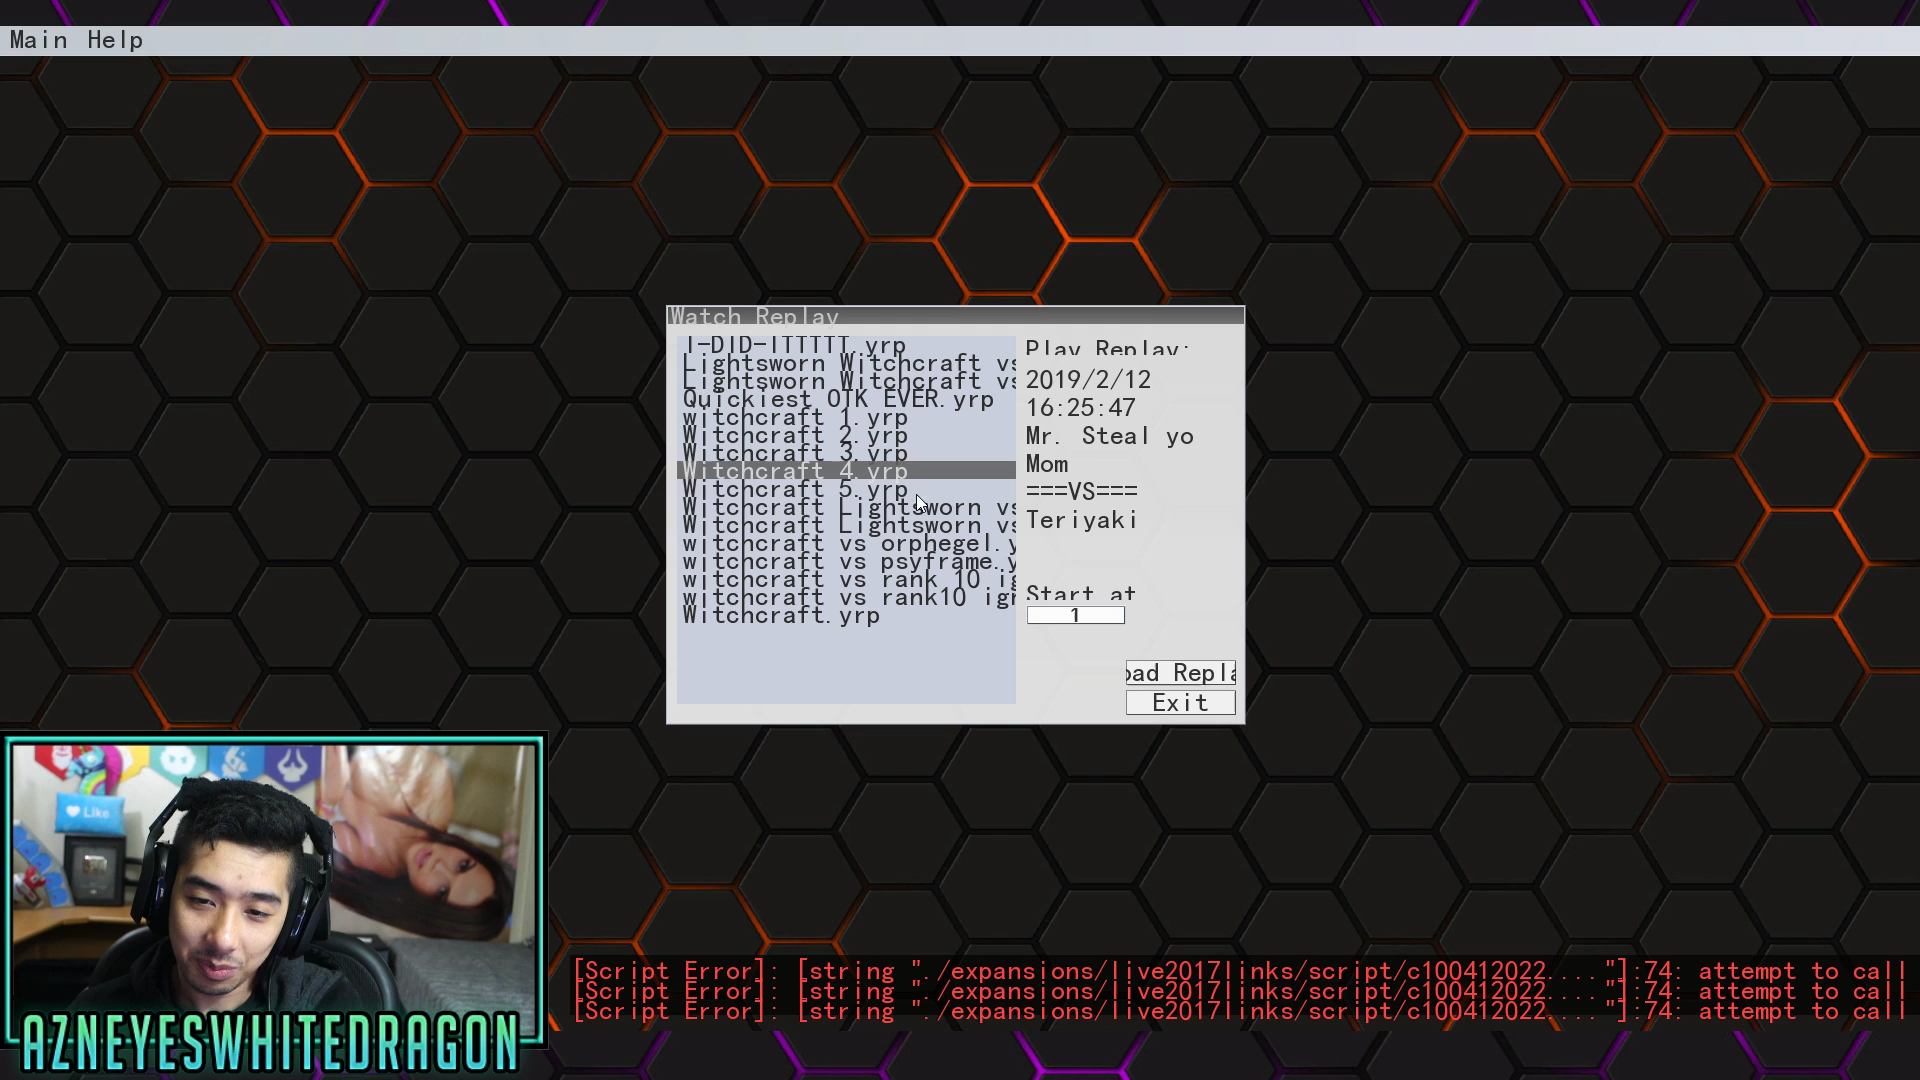 Main Help
Watch Replay
I-DID-ITTTTT.yrp
Lightsworn Witchcraft vs
Lightsworn Witchcraft vs
Quickiest OTK EVER.yrp
witchcraft 1.yrp
Witchcraft 2.yrp
Witchcraft 3.yrp
Witchcraft 4.yrp
Witchcraft 5.yrp
Witchcraft Lightsworn vs
Witchcraft Lightsworn vs
witchcraft vs orphegel.y
witchcraft vs psyframe.y
witchcraft vs rank 10 ig
witchcraft vs rank10 ign
Witchcraft.yrp
Play Replay:
2019/2/12
16:25:47
Mr. Steal yo
Mom
===VS===
Teriyaki
Start at
1
oad Repla
Exit
Like
AZNEYESWHITEDRAGON
[Script Error]: [string "./expansions/live2017links/script/c100412022...."]:74: attempt to call
[Script Error]: [string "./expansions/live2017links/script/c100412022...."]:74: attempt to call
[Script Error]: [string "./expansions/live2017links/script/c100412022...."]:74: attempt to call